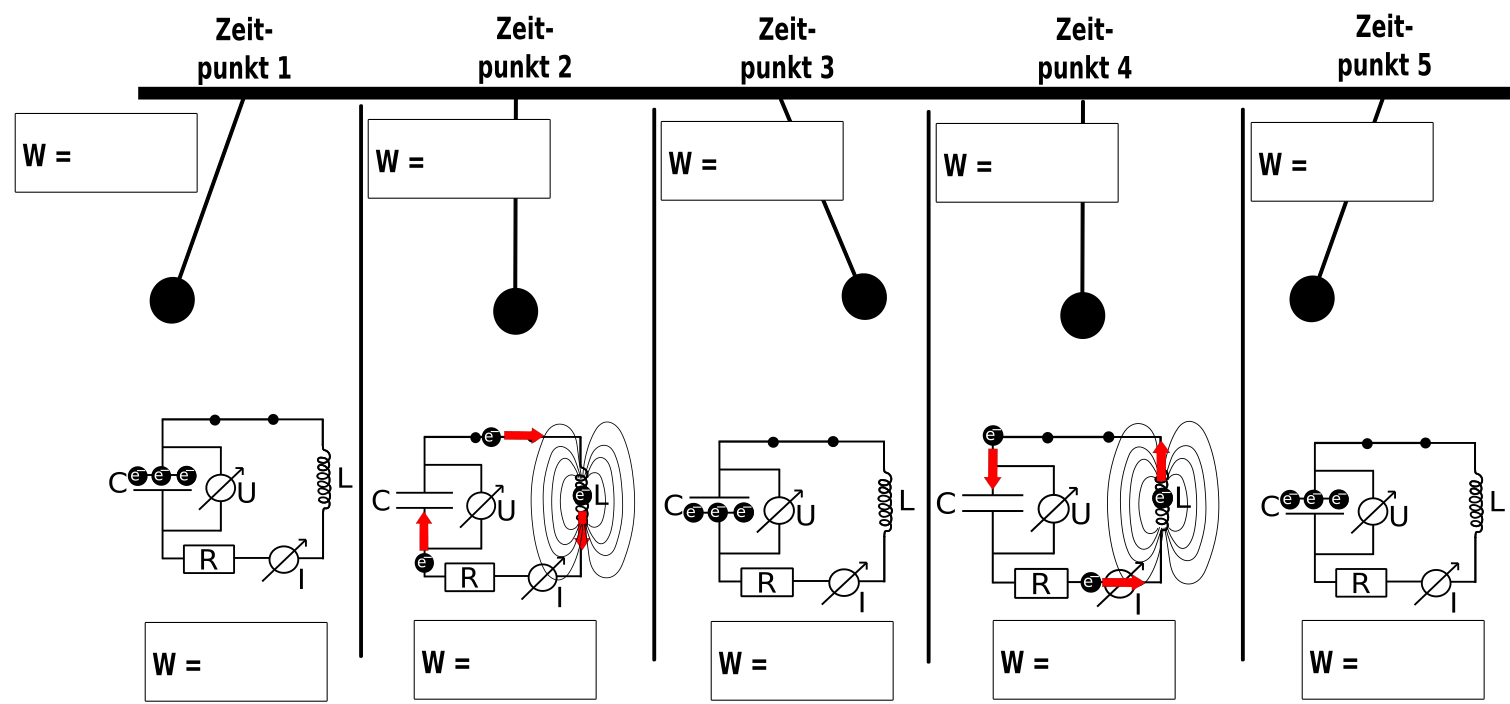 Zeit-
punkt 1
Zeit-
punkt 2
Zeit-
punkt 3
Zeit-
punkt 4
Zeit-
punkt 5
W =
W =
W =
W =
W =
C e⁻ e⁻ e⁻ U L
R I
e⁻
C U e⁻ L
e⁻ R I
C e⁻ e⁻ e⁻ U L
R I
e⁻
C U e⁻ L
R e⁻ I
C e⁻ e⁻ e⁻ U L
R I
W =
W =
W =
W =
W =